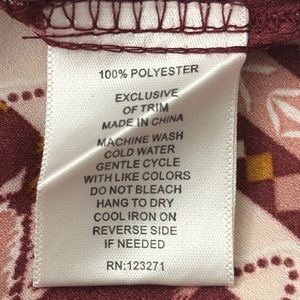 100% POLYESTER
EXCLUSIVE
OF TRIM
MADE IN CHINA
MACHINE WASH
COLD WATER
GENTLE CYCLE
WITH LIKE COLORS
DO NOT BLEACH
HANG TO DRY
COOL IRON ON
REVERSE SIDE
IF NEEDED
RN:123271